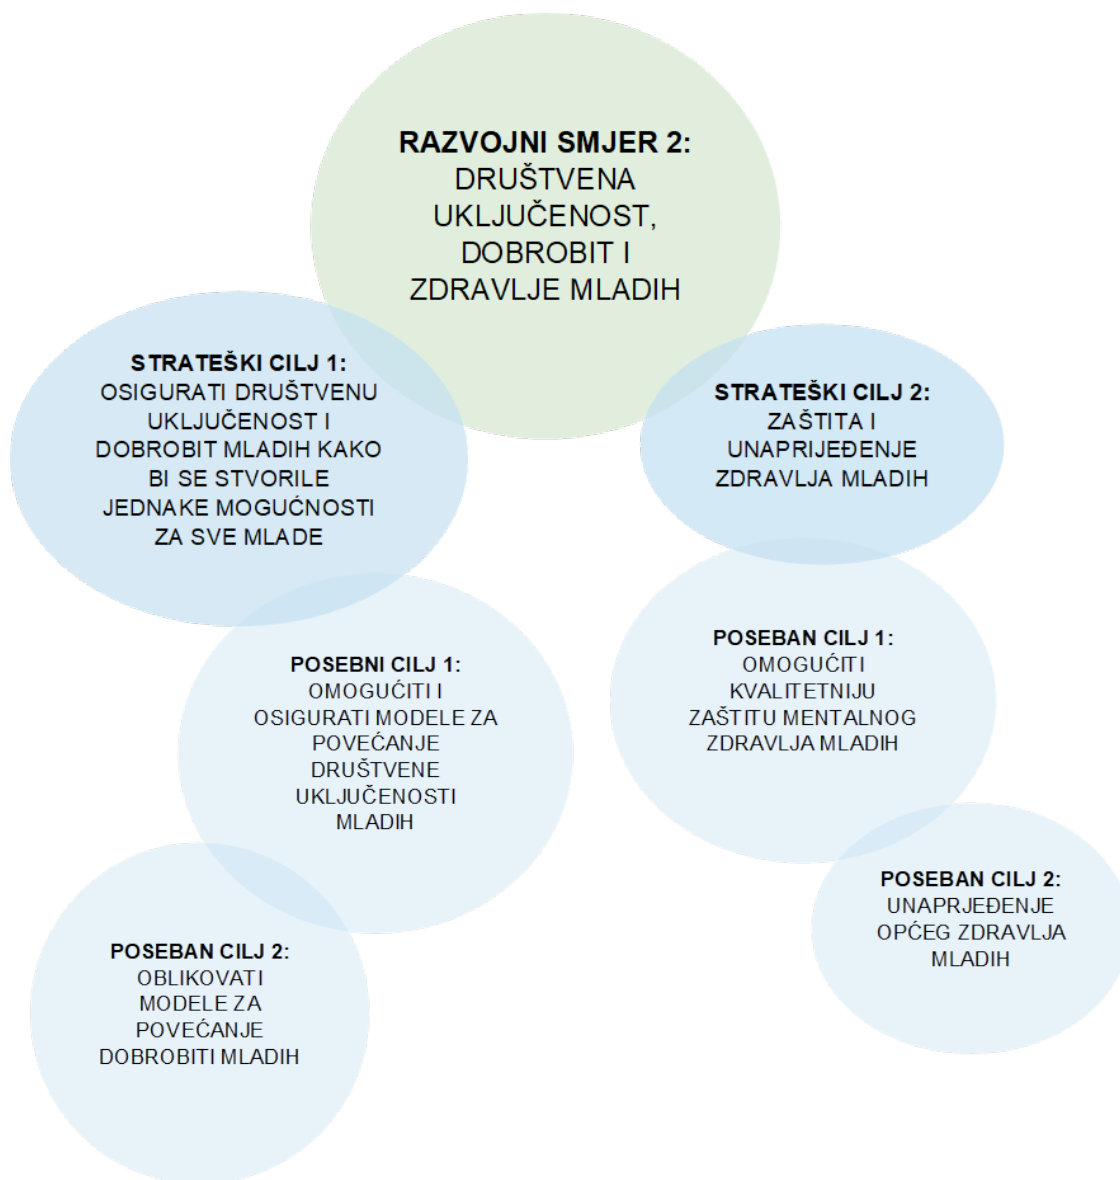 RAZVOJNI SMJER 2:
DRUŠTVENA
UKLJUČENOST,
DOBROBIT I
ZDRAVLJE MLADIH
STRATEŠKI CILJ 1:
OSIGURATI DRUŠTVENU
UKLJUČENOST I
DOBROBIT MLADIH KAKO
BI SE STVORILE
JEDNAKE MOGUĆNOSTI
ZA SVE MLADE
STRATEŠKI CILJ 2:
ZAŠTITA I
UNAPRIJEĐENJE
ZDRAVLJA MLADIH
POSEBNI CILJ 1:
OMOGUĆITI I
OSIGURATI MODELE ZA
POVEĆANJE
DRUŠTVENE
UKLJUČENOSTI
MLADIH
POSEBAN CILJ 1:
OMOGUĆITI
KVALITETNIJU
ZAŠTITU MENTALNOG
ZDRAVLJA MLADIH
POSEBAN CILJ 2:
OBLIKOVATI
MODELE ZA
POVEĆANJE
DOBROBITI MLADIH
POSEBAN CILJ 2:
UNAPRJEĐENJE
OPĆEG ZDRAVLJA
MLADIH